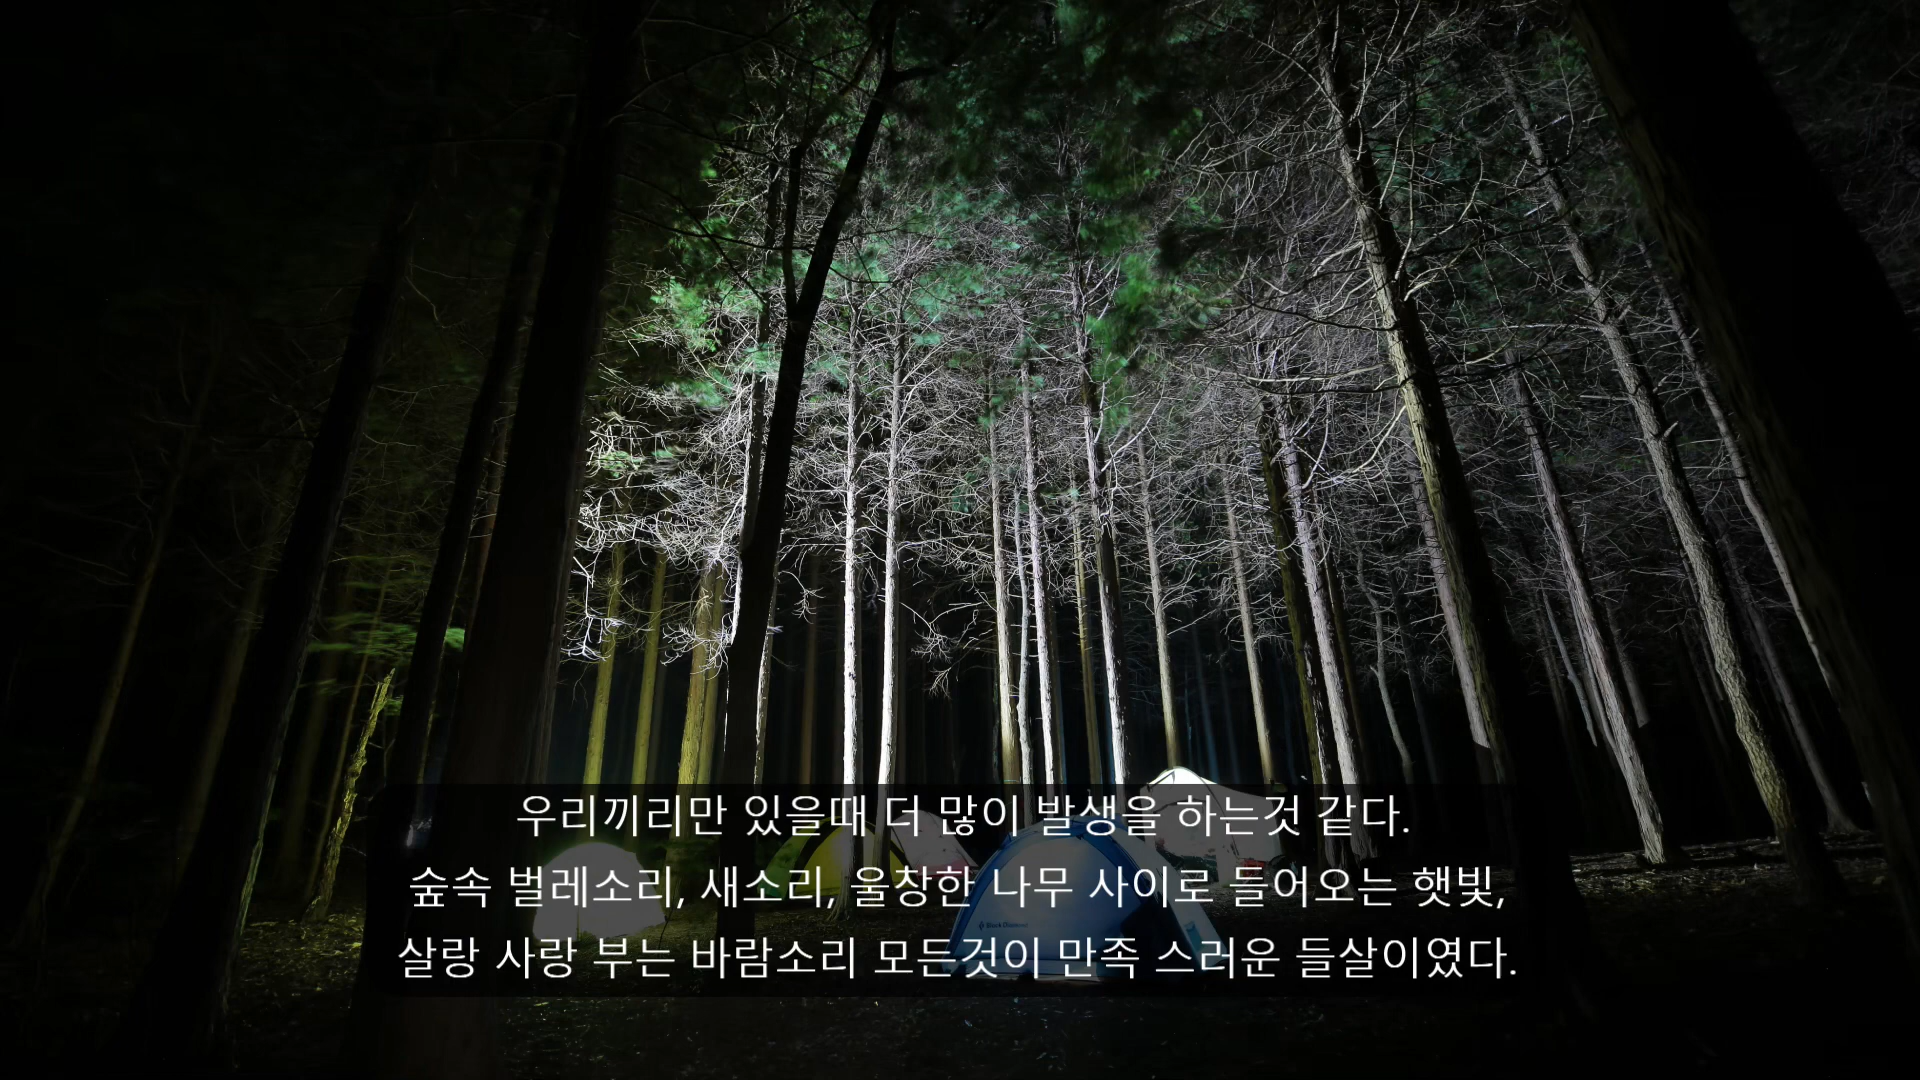 우리끼리만 있을때 더 많이 발생을 하는것 같다.
숲속 벌레소리, 새소리, 울창한 나무 사이로 들어오는 햇빛,
살랑 사랑 부는 바람소리 모든것이 만족 스러운 들살이였다.
Black Diamond